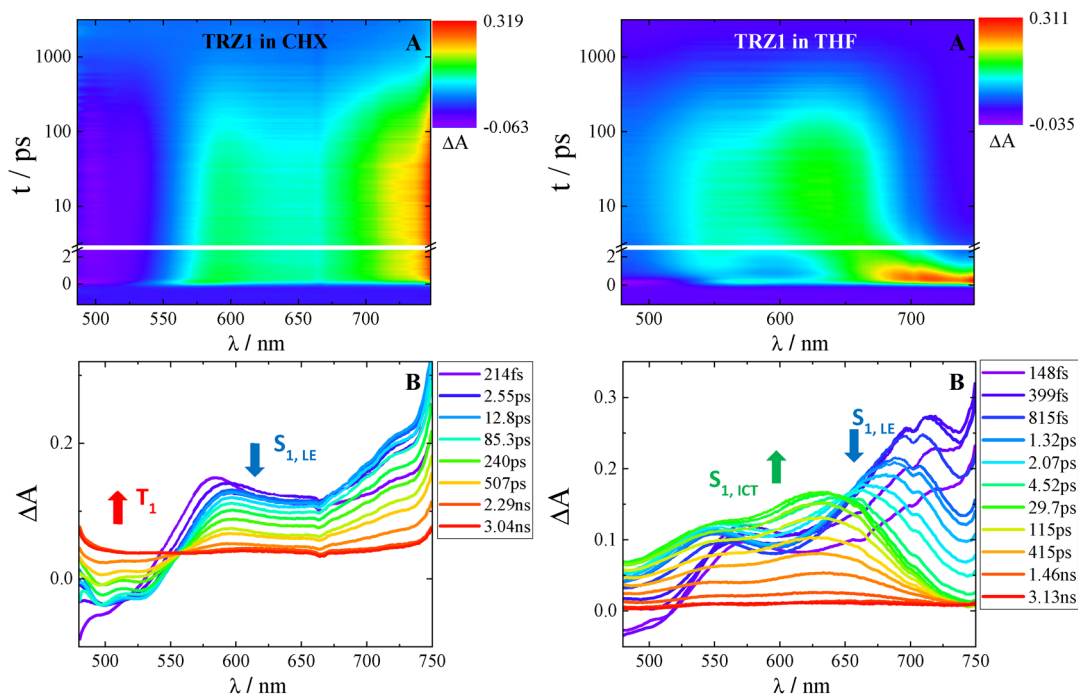 TRZ1 in CHX
A
0.319
-0.063
ΔA
1000
100
10
2
0
t / ps
500 550 600 650 700
λ / nm
TRZ1 in THF
A
0.311
-0.035
ΔA
1000
100
10
2
0
t / ps
500 550 600 650 700
λ / nm
B
T1
S1, LE
0.2
0.0
ΔA
500 550 600 650 700 750
λ / nm
214fs
2.55ps
12.8ps
85.3ps
240ps
507ps
2.29ns
3.04ns
B
S1, ICT
S1, LE
0.3
0.2
0.1
0.0
ΔA
500 550 600 650 700 750
λ / nm
148fs
399fs
815fs
1.32ps
2.07ps
4.52ps
29.7ps
115ps
415ps
1.46ns
3.13ns